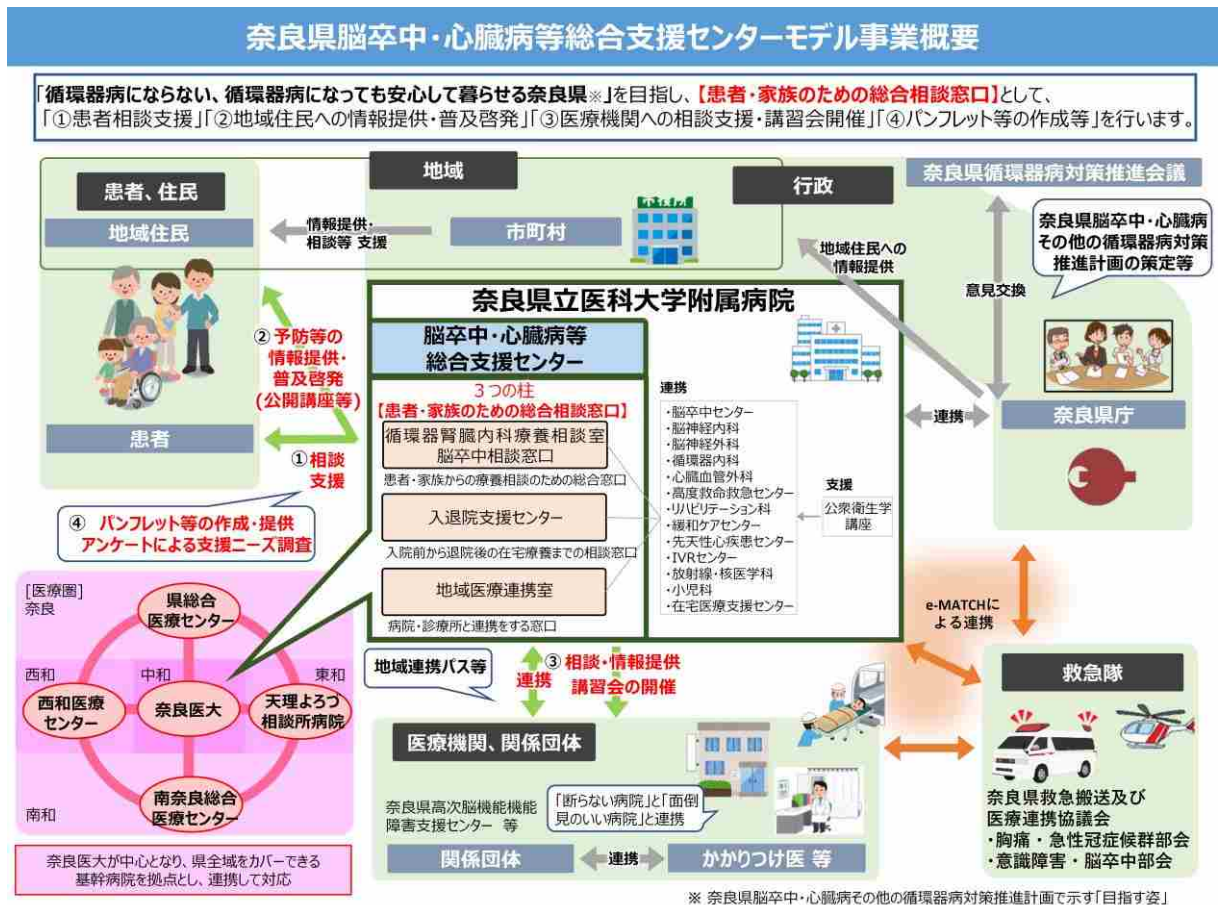 奈良県脳卒中・心臓病等総合支援センターモデル事業概要
「循環器病にならない、循環器病になっても安心して暮らせる奈良県※」を目指し、【患者・家族のための総合相談窓口】として、
「①患者相談支援」「②地域住民への情報提供・普及啓発」「③医療機関への相談支援・講習会開催」「④パンフレット等の作成等」を行います。
患者、住民
地域住民
地域
情報提供・
相談等 支援
市町村
市役所
行政
地域住民への
情報提供
奈良県循環器病対策推進会議
奈良県脳卒中・心臓病
その他の循環器病対策
推進計画の策定等
意見交換
連携
奈良県庁
② 予防等の
情報提供・
普及啓発
(公開講座等)
患者
① 相談
支援
④ パンフレット等の作成・提供
アンケートによる支援ニーズ調査
奈良県立医科大学附属病院
脳卒中・心臓病等
総合支援センター
３つの柱
【患者・家族のための総合相談窓口】
循環器腎臓内科療養相談室
脳卒中相談窓口
患者・家族からの療養相談のための総合窓口
入退院支援センター
入院前から退院後の在宅療養までの相談窓口
地域医療連携室
病院・診療所と連携をする窓口
連携
・脳卒中センター
・脳神経内科
・脳神経外科
・循環器内科
・心臓血管外科
・高度救命救急センター
・リハビリテーション科
・緩和ケアセンター
・先天性心疾患センター
・IVRセンター
・放射線・核医学科
・小児科
・在宅医療支援センター
支援
公衆衛生学
講座
[医療圏]
奈良
県総合
医療センター
西和
中和
東和
西和医療
センター
奈良医大
天理よろづ
相談所病院
南奈良総合
医療センター
南和
奈良医大が中心となり、県全域をカバーできる
基幹病院を拠点とし、連携して対応
地域連携パス等
連携
③ 相談・情報提供
講習会の開催
医療機関、関係団体
奈良県高次脳機能機能
障害支援センター 等
「断らない病院」と「面倒
見のいい病院」と連携
関係団体
連携
かかりつけ医 等
e-MATCHに
よる連携
救急隊
奈良県救急搬送及び
医療連携協議会
・胸痛・急性冠症候群部会
・意識障害・脳卒中部会
※ 奈良県脳卒中・心臓病その他の循環器病対策推進計画で示す「目指す姿」